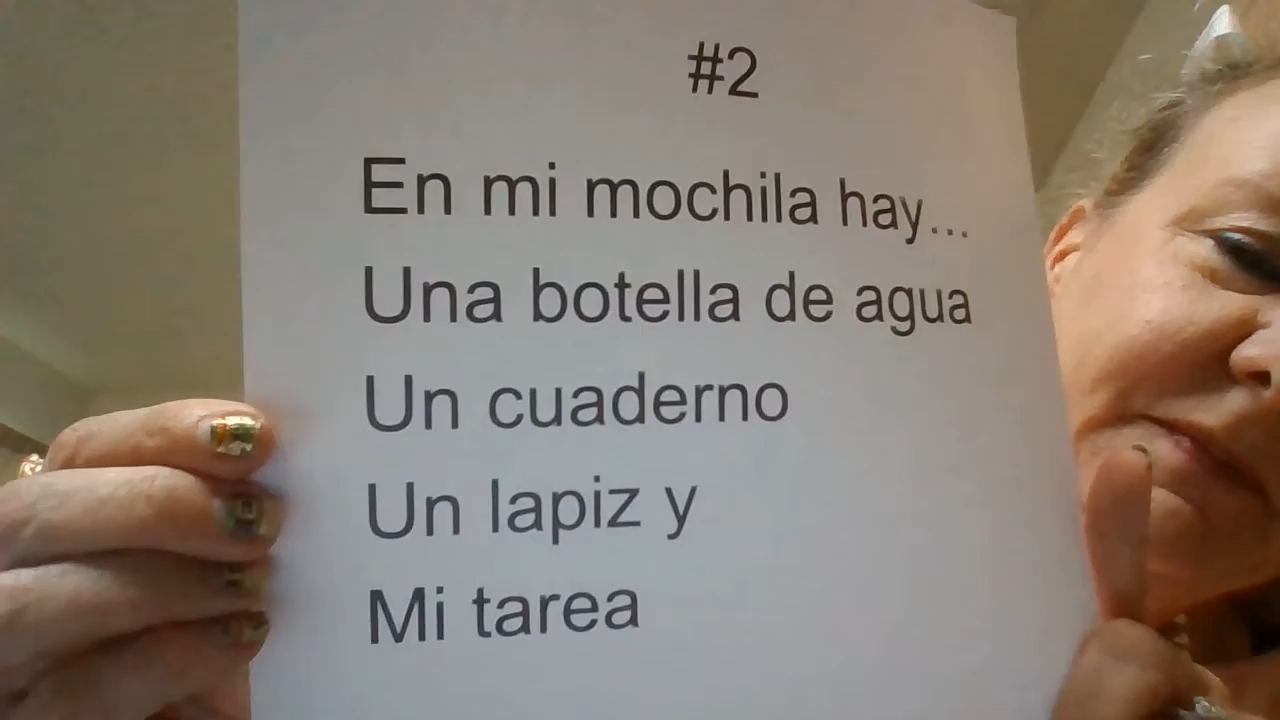 #2
En mi mochila hay...
Una botella de agua
Un cuaderno
Un lapiz y
Mi tarea